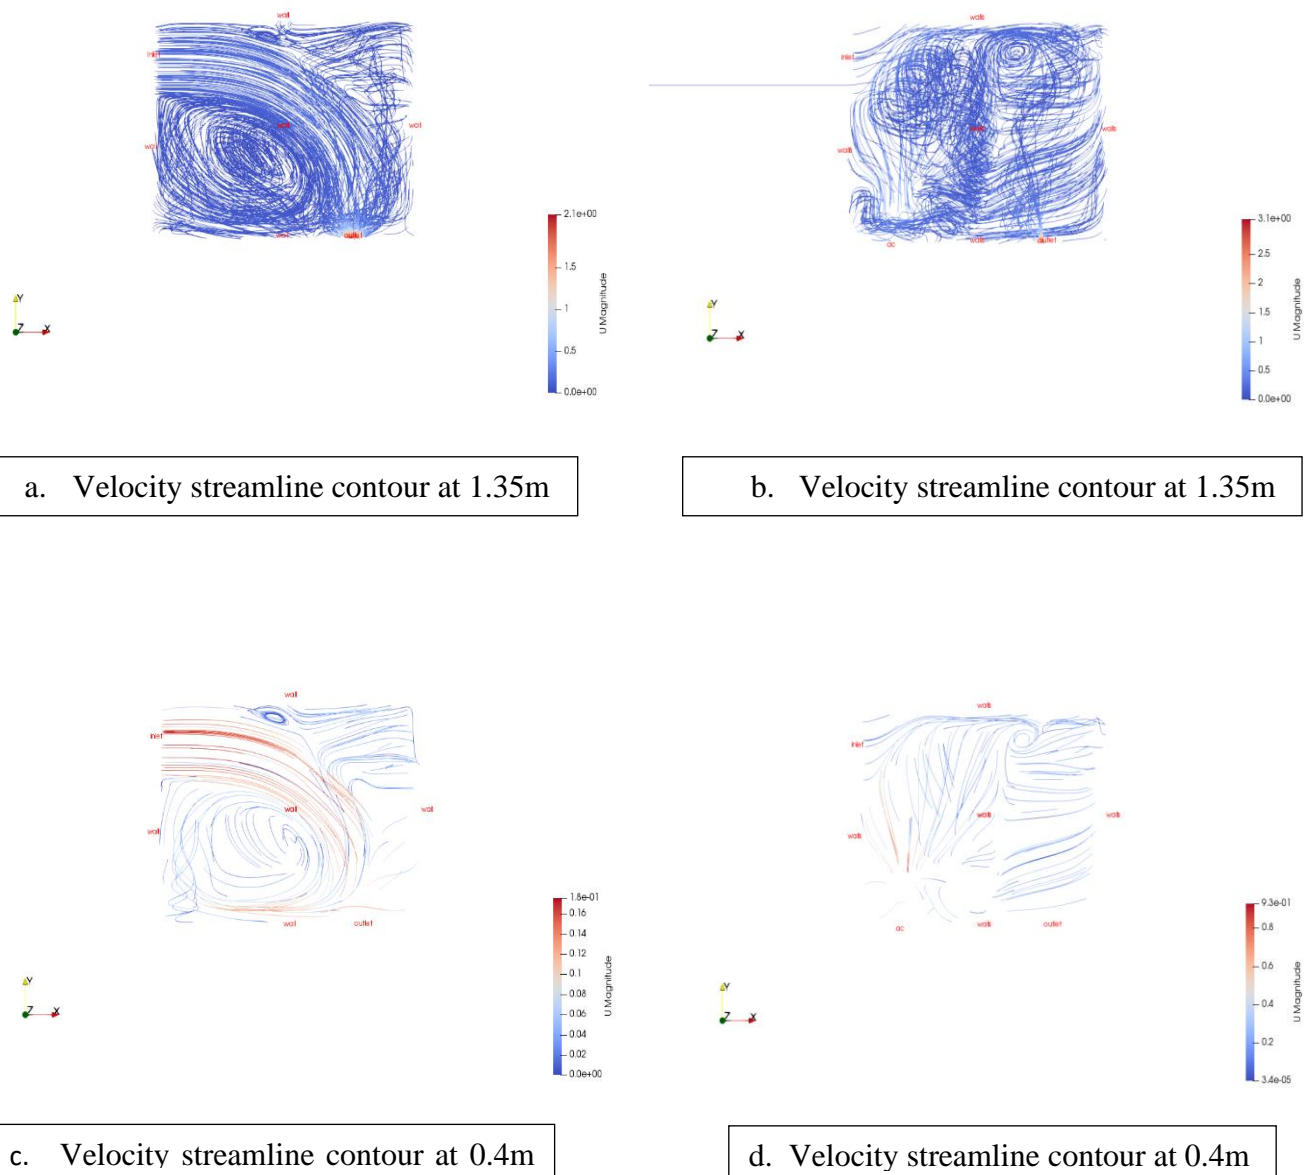 wall
inlet
wall
wall
wall
wall
outlet
2.1e+00
1.5
1
0.5
0.0e+00
U Magnitude
Y
Z
X
a. Velocity streamline contour at 1.35m
walls
inlet
walls
walls
walls
ac
walls
outlet
3.1e+00
2.5
2
1.5
1
0.5
0.0e+00
U Magnitude
Y
Z
X
b. Velocity streamline contour at 1.35m
wall
inlet
wall
wall
wall
wall
outlet
1.8e-01
0.16
0.14
0.12
0.1
0.08
0.06
0.04
0.02
0.0e+00
U Magnitude
Y
Z
X
c. Velocity streamline contour at 0.4m
walls
inlet
walls
walls
walls
ac
walls
outlet
9.3e-01
0.8
0.6
0.4
0.2
3.4e-05
U Magnitude
Y
Z
X
d. Velocity streamline contour at 0.4m